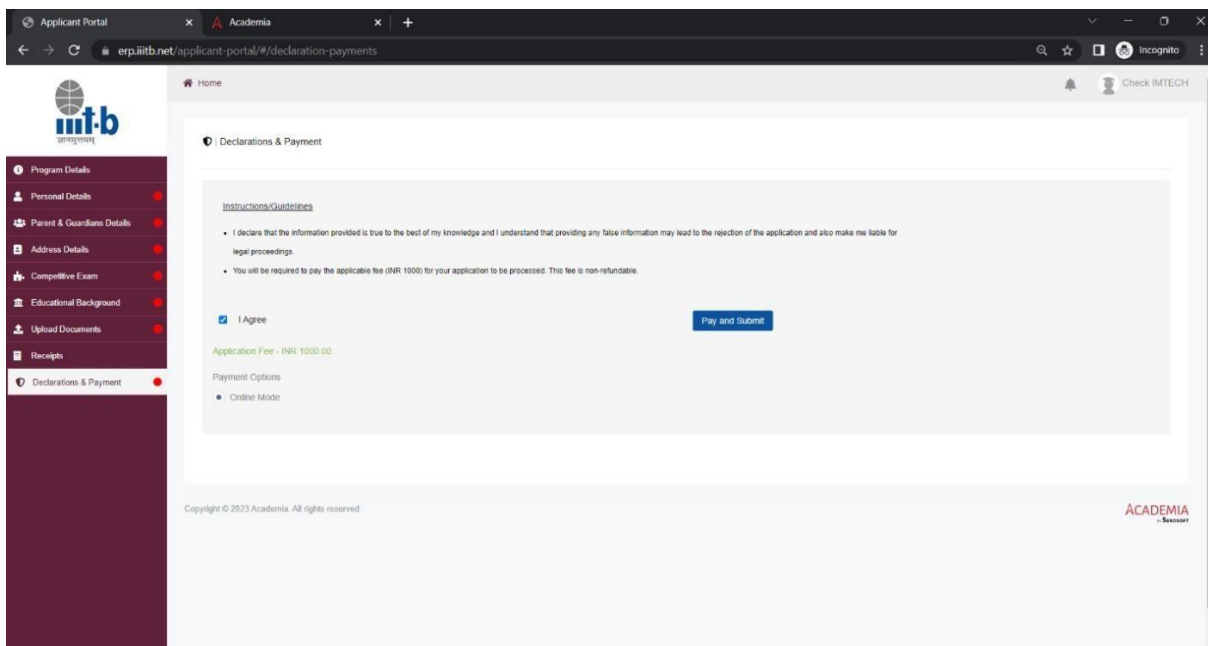 Applicant Portal
Academia
erp.iiitb.net/applicant-portal/#/declaration-payments
Incognito
iiit-b
ज्ञानमुत्तमम्
Home
Check IMTECH
Declarations & Payment
Program Details
Personal Details
Parent & Guardians Details
Address Details
Competitive Exam
Educational Background
Upload Documents
Receipts
Declarations & Payment
Instructions/Guidelines
I declare that the information provided is true to the best of my knowledge and I understand that providing any false information may lead to the rejection of the application and also make me liable for
legal proceedings.
You will be required to pay the applicable fee (INR 1000) for your application to be processed. This fee is non-refundable.
I Agree
Pay and Submit
Application Fee - INR 1000.00
Payment Options
Online Mode
Copyright © 2023 Academia. All rights reserved.
ACADEMIA
BY SEROSOFT